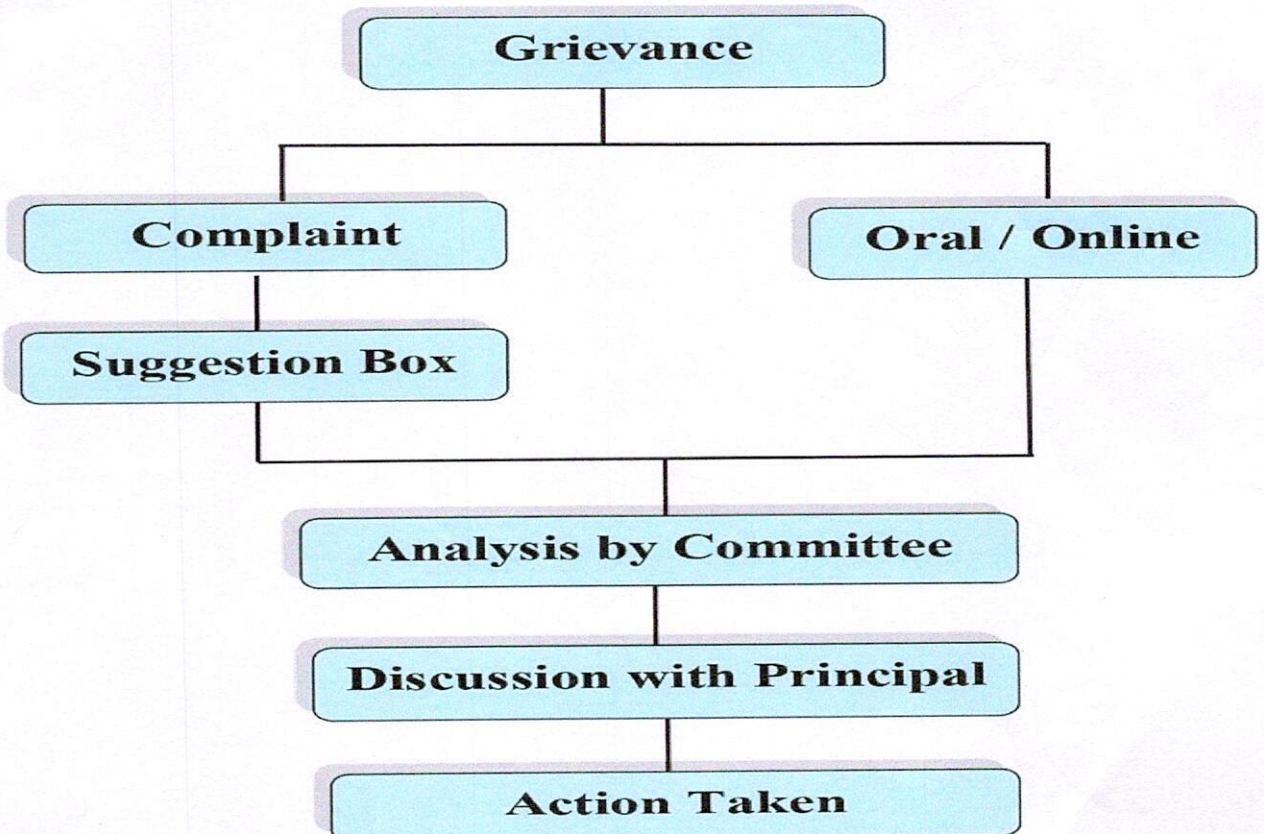 Grievance
Complaint
Oral / Online
Suggestion Box
Analysis by Committee
Discussion with Principal
Action Taken